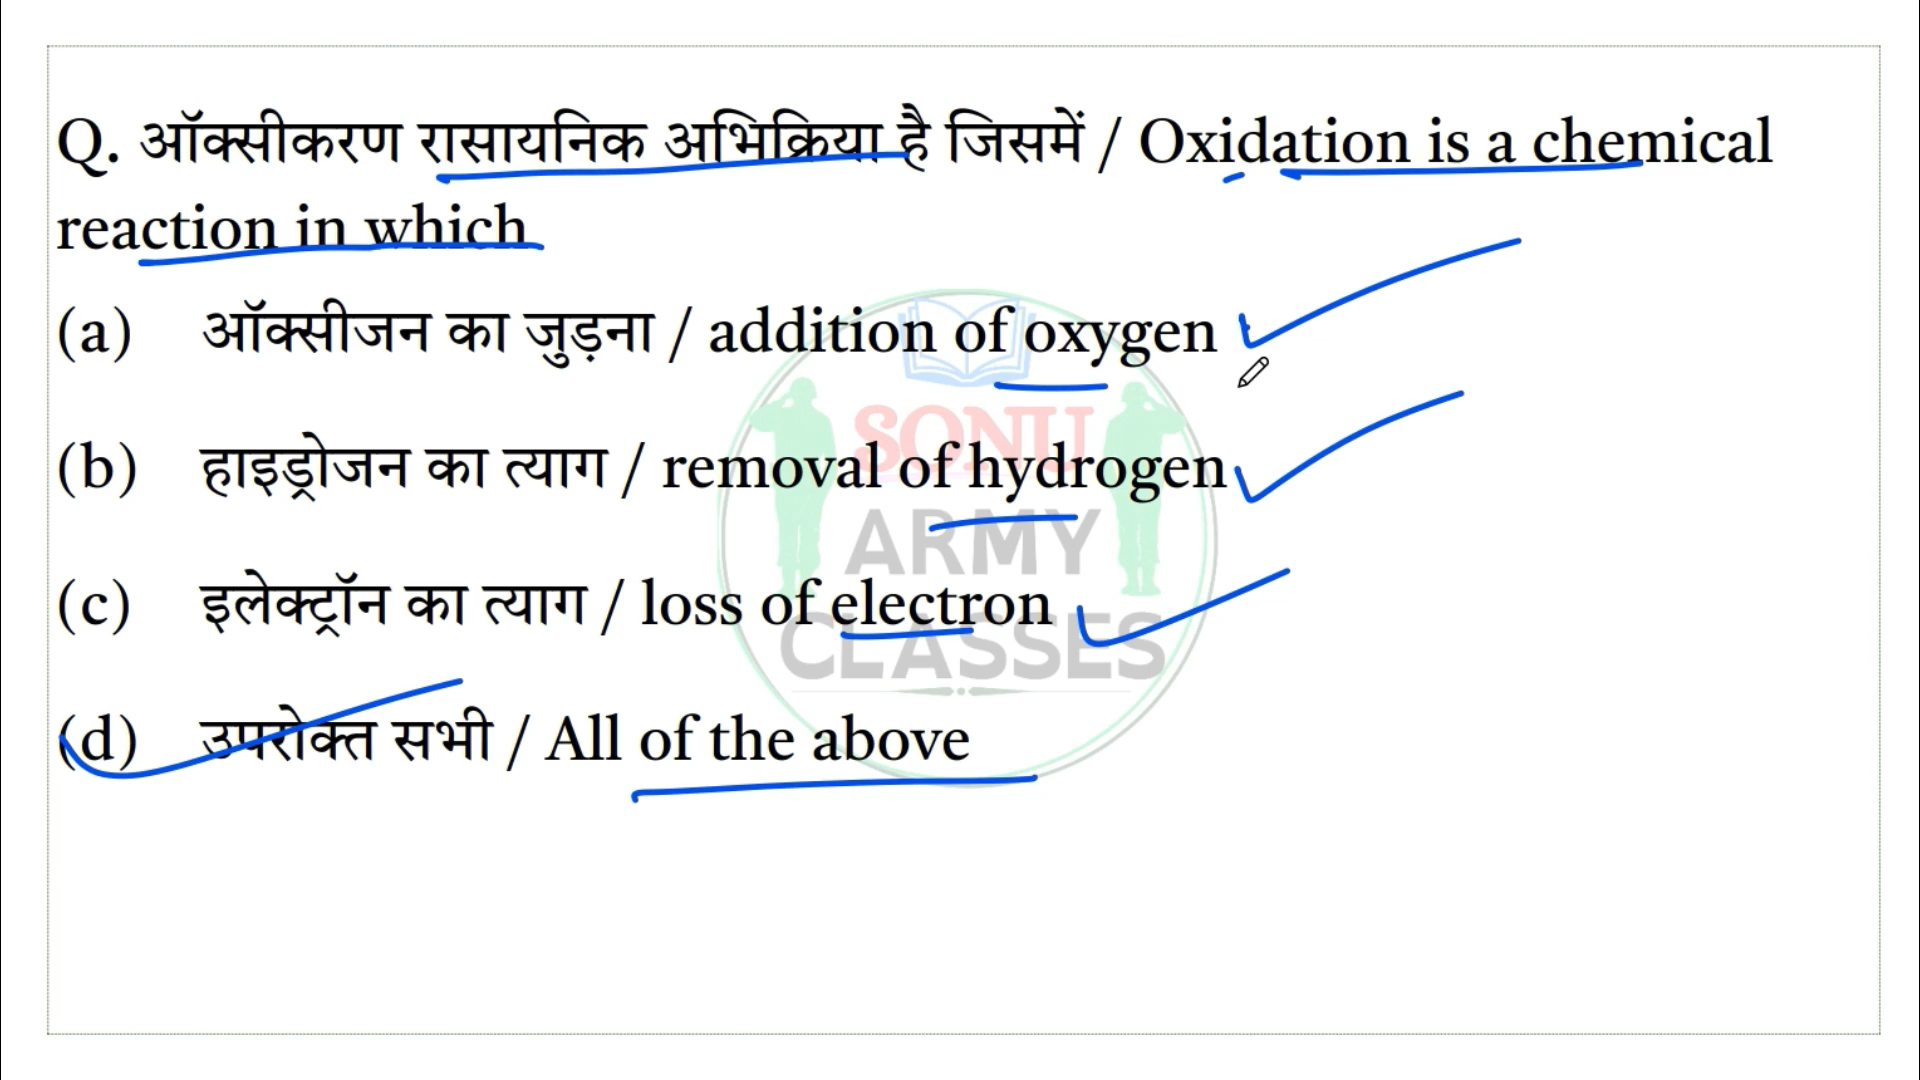 Q. ऑक्सीकरण रासायनिक अभिक्रिया है जिसमें / Oxidation is a chemical
reaction in which
(a) ऑक्सीजन का जुड़ना / addition of oxygen
(b) हाइड्रोजन का त्याग / removal of hydrogen
(c) इलेक्ट्रॉन का त्याग / loss of electron
(d) उपरोक्त सभी / All of the above
SONU
ARMY
CLASSES